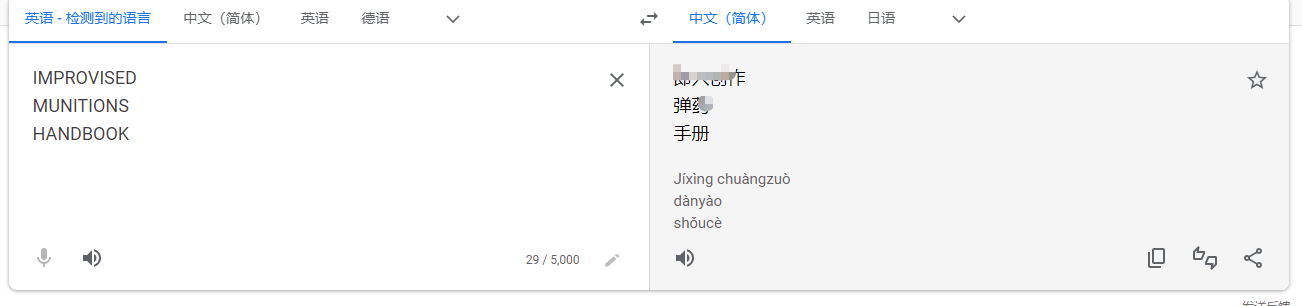 英语 - 检测到的语言 中文（简体） 英语 德语 中文（简体） 英语 日语
IMPROVISED
MUNITIONS
HANDBOOK
创作
弹
手册
Jíxìng chuàngzuò
dànyào
shǒucè
29 / 5,000